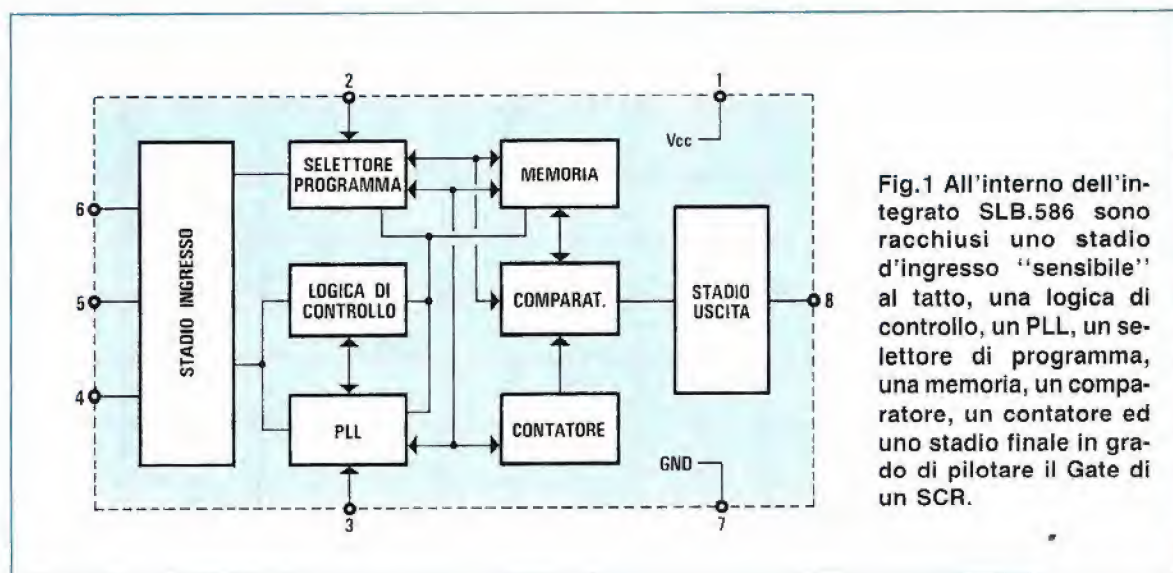 2
1
Vcc
SELETTORE
PROGRAMMA
MEMORIA
6
5
4
STADIO INGRESSO
LOGICA DI
CONTROLLO
COMPARAT.
STADIO
USCITA
8
PLL
CONTATORE
GND
3
7
Fig.1 All'interno dell'in-
tegrato SLB.586 sono
racchiusi uno stadio
d'ingresso "sensibile"
al tatto, una logica di
controllo, un PLL, un se-
lettore di programma,
una memoria, un compa-
ratore, un contatore ed
uno stadio finale in gra-
do di pilotare il Gate di
un SCR.